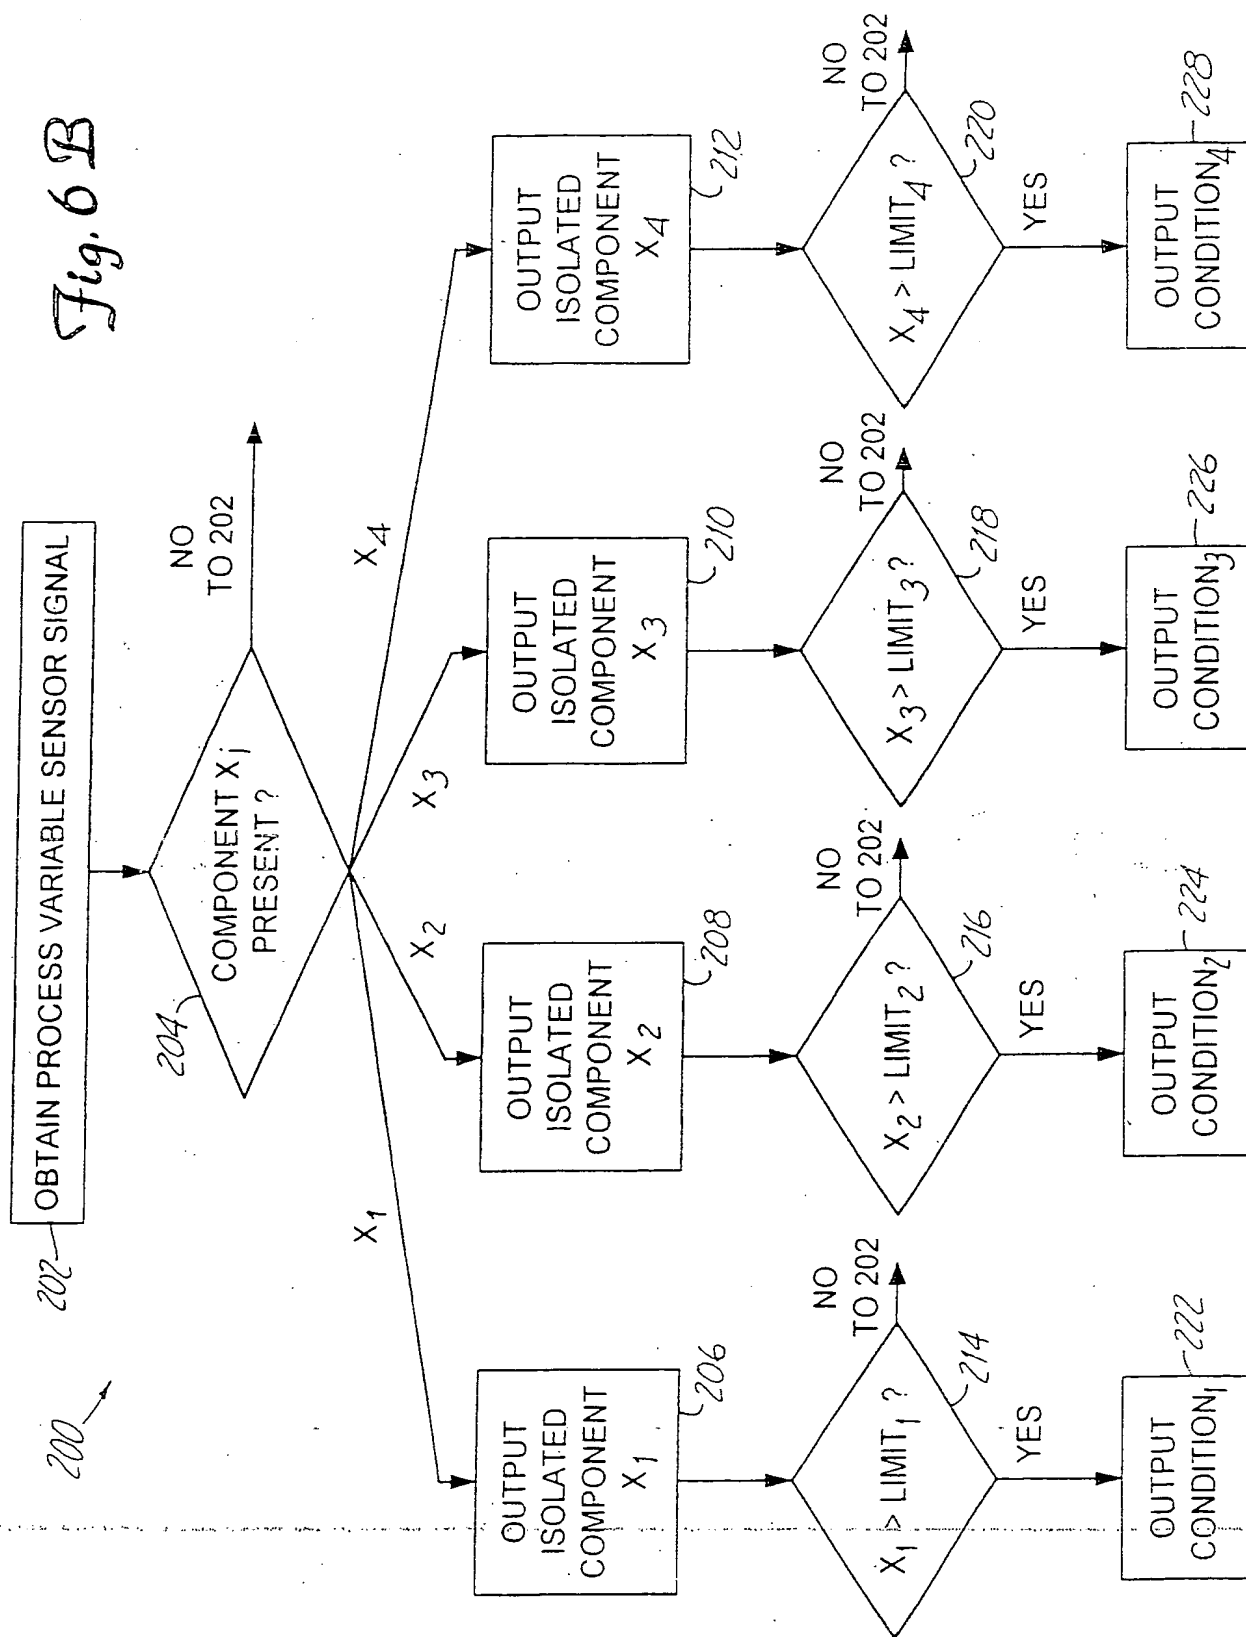 Fig. 6B
200
202
OBTAIN PROCESS VARIABLE SENSOR SIGNAL
204
COMPONENT Xj
PRESENT?
NO
TO 202
X1
X2
X3
X4
OUTPUT
ISOLATED
COMPONENT
X1
206
OUTPUT
ISOLATED
COMPONENT
X2
208
OUTPUT
ISOLATED
COMPONENT
X3
210
OUTPUT
ISOLATED
COMPONENT
X4
212
X1 > LIMIT1 ?
214
NO
TO 202
YES
X2 > LIMIT2 ?
216
NO
TO 202
YES
X3 > LIMIT3 ?
218
NO
TO 202
YES
X4 > LIMIT4 ?
220
NO
TO 202
YES
OUTPUT
CONDITION1
222
OUTPUT
CONDITION2
224
OUTPUT
CONDITION3
226
OUTPUT
CONDITION4
228